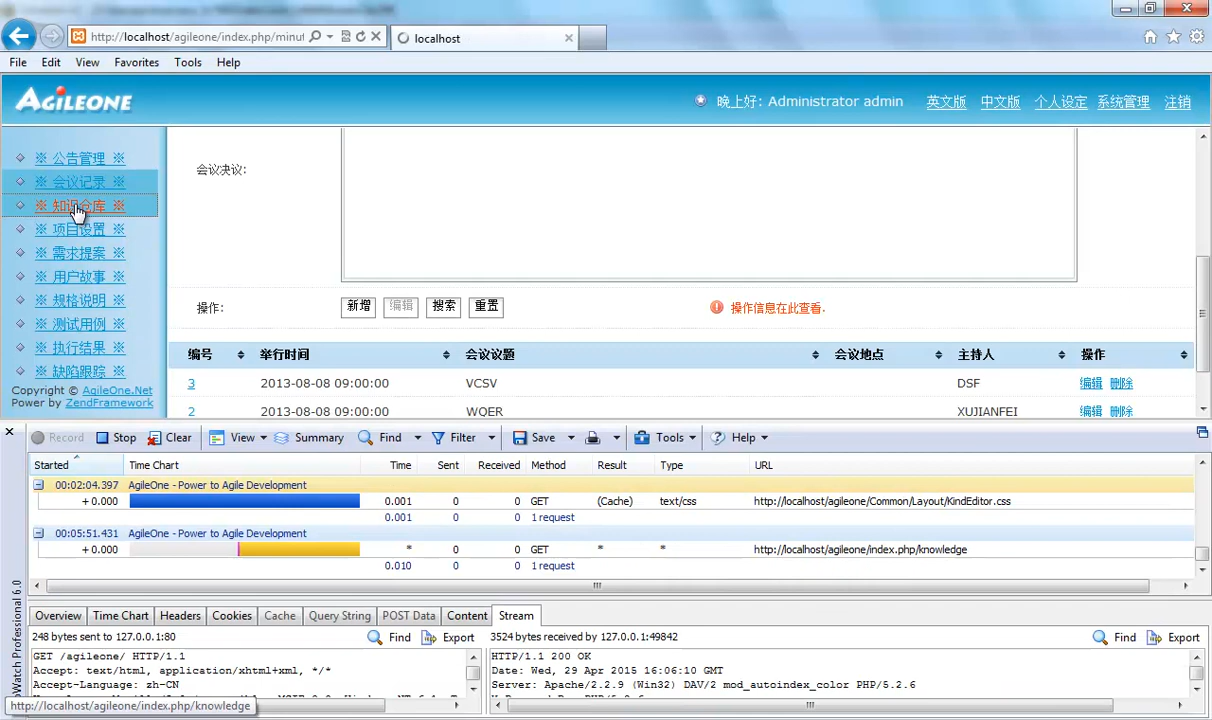 http://localhost/agileone/index.php/minut
localhost
File Edit View Favorites Tools Help
AGILEONE
晚上好: Administrator admin 英文版 中文版 个人设定 系统管理 注销
※ 公告管理 ※
※ 会议记录 ※
※ 知识仓库 ※
※ 项目设置 ※
※ 需求提案 ※
※ 用户故事 ※
※ 规格说明 ※
※ 测试用例 ※
※ 执行结果 ※
※ 缺陷跟踪 ※
Copyright © AgileOne.Net
Power by ZendFramework
会议决议:
操作: 新增 编辑 搜索 重置 操作信息在此查看.
编号 举行时间 会议议题 会议地点 主持人 操作
3 2013-08-08 09:00:00 VCSV DSF 编辑 删除
2 2013-08-08 09:00:00 WQER XUJIANFEI 编辑 删除
Record Stop Clear View Summary Find Filter Save Tools Help
Started Time Chart Time Sent Received Method Result Type URL
00:02:04.397 AgileOne - Power to Agile Development
+ 0.000 0.001 0 0 GET (Cache) text/css http://localhost/agileone/Common/Layout/KindEditor.css
0.001 0 0 1 request
00:05:51.431 AgileOne - Power to Agile Development
+ 0.000 * 0 0 GET * * http://localhost/agileone/index.php/knowledge
0.010 0 0 1 request
Overview Time Chart Headers Cookies Cache Query String POST Data Content Stream
248 bytes sent to 127.0.0.1:80 Find Export 3524 bytes received by 127.0.0.1:49842 Find Export
GET /agileone/ HTTP/1.1
Accept: text/html, application/xhtml+xml, */*
Accept-Language: zh-CN
HTTP/1.1 200 OK
Date: Wed, 29 Apr 2015 16:06:10 GMT
Server: Apache/2.2.9 (Win32) DAV/2 mod_autoindex_color PHP/5.2.6
oWatch Professional 6.0
http://localhost/agileone/index.php/knowledge